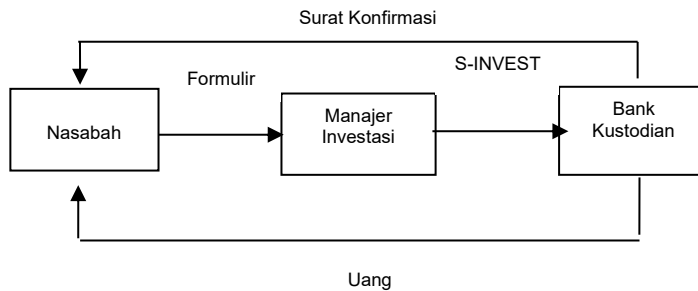 Surat Konfirmasi
S-INVEST
Formulir
Nasabah
Manajer
Investasi
Bank
Kustodian
Uang